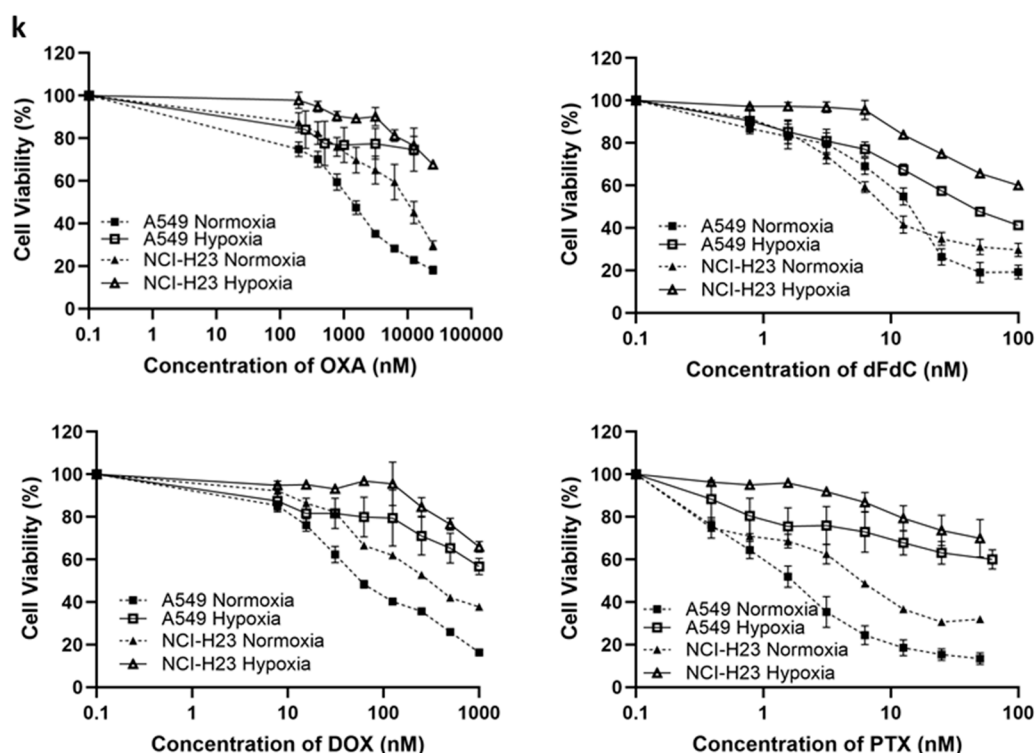 k
120
100
80
60
40
20
0
Cell Viability (%)
A549 Normoxia
A549 Hypoxia
NCI-H23 Normoxia
NCI-H23 Hypoxia
0.1 1 10 100 1000 10000 100000
Concentration of OXA (nM)
120
100
80
60
40
20
0
Cell Viability (%)
A549 Normoxia
A549 Hypoxia
NCI-H23 Normoxia
NCI-H23 Hypoxia
0.1 1 10 100
Concentration of dFdC (nM)
120
100
80
60
40
20
0
Cell Viability (%)
A549 Normoxia
A549 Hypoxia
NCI-H23 Normoxia
NCI-H23 Hypoxia
0.1 1 10 100 1000
Concentration of DOX (nM)
120
100
80
60
40
20
0
Cell Viability (%)
A549 Normoxia
A549 Hypoxia
NCI-H23 Normoxia
NCI-H23 Hypoxia
0.1 1 10 100
Concentration of PTX (nM)